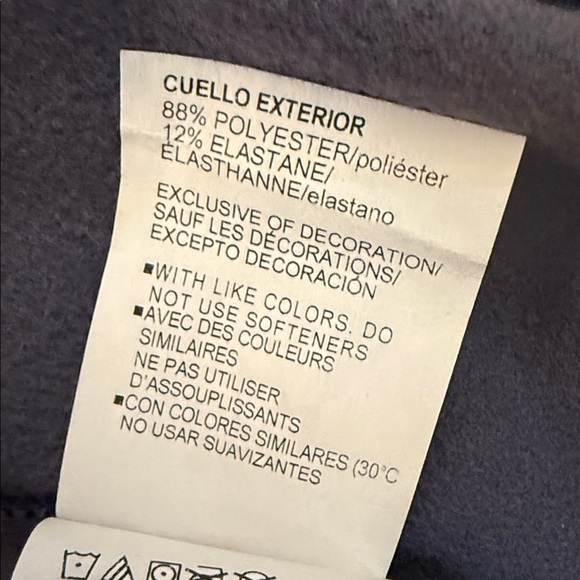 CUELLO EXTERIOR
88% POLYESTER/poliéster
12% ELASTANE/
ÉLASTHANNE/elastano
EXCLUSIVE OF DECORATION/
SAUF LES DÉCORATIONS/
EXCEPTO DECORACIÓN
■WITH LIKE COLORS. DO
NOT USE SOFTENERS
■AVEC DES COULEURS
SIMILAIRES
NE PAS UTILISER
D'ASSOUPLISSANTS
■CON COLORES SIMILARES (30°C
NO USAR SUAVIZANTES